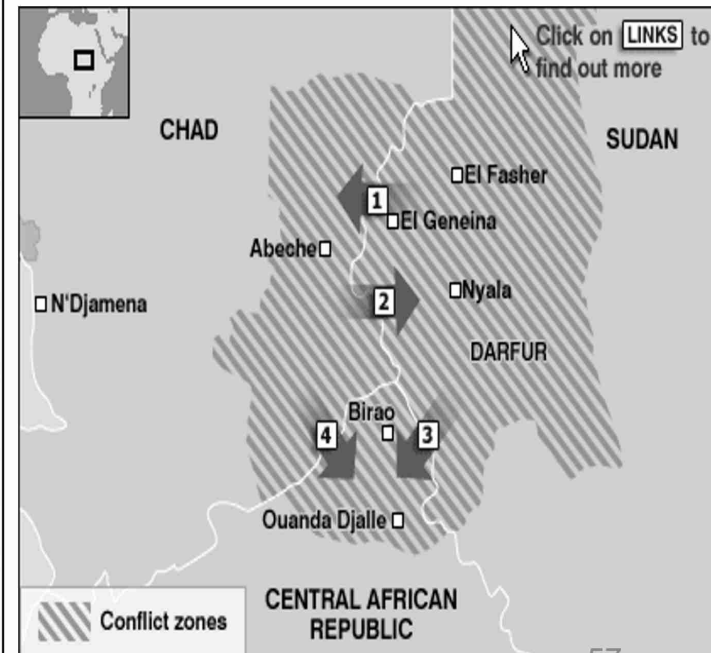 Click on LINKS to
find out more
CHAD
SUDAN
El Fasher
1
El Geneina
Abeche
2
Nyala
N'Djamena
DARFUR
Birao
4
3
Ouanda Djalle
CENTRAL AFRICAN
REPUBLIC
Conflict zones